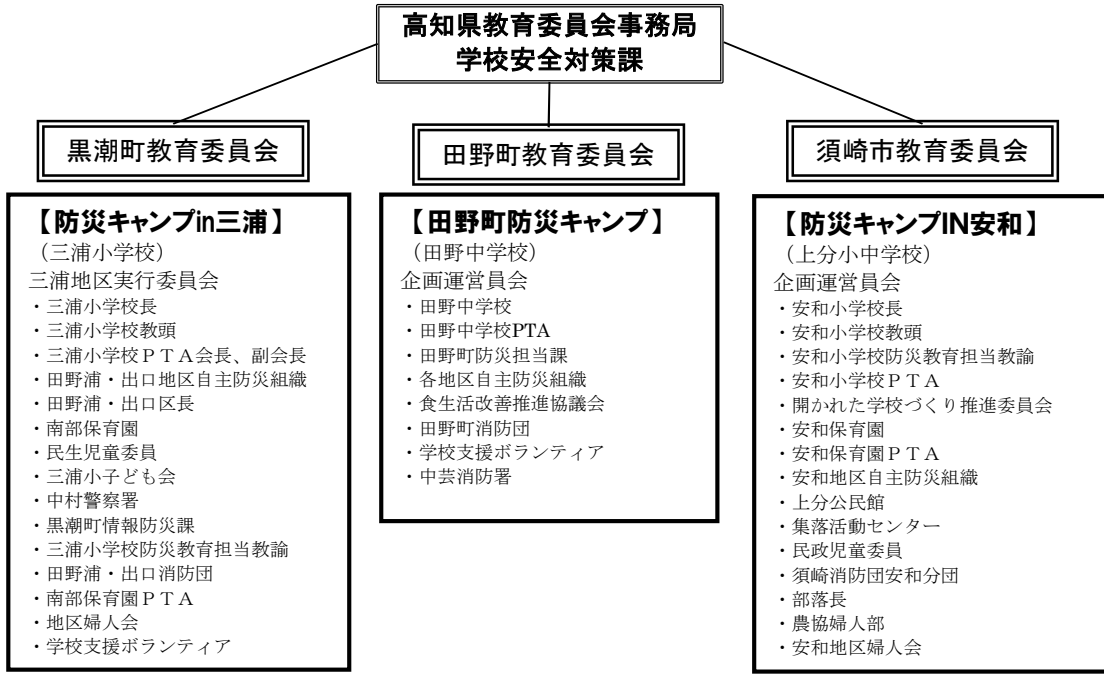 高知県教育委員会事務局
学校安全対策課
黒潮町教育委員会
田野町教育委員会
須崎市教育委員会
【防災キャンプin三浦】
（三浦小学校）
三浦地区実行委員会
・三浦小学校長
・三浦小学校教頭
・三浦小学校ＰＴＡ会長、副会長
・田野浦・出口地区自主防災組織
・田野浦・出口区長
・南部保育園
・民生児童委員
・三浦小子ども会
・中村警察署
・黒潮町情報防災課
・三浦小学校防災教育担当教諭
・田野浦・出口消防団
・南部保育園ＰＴＡ
・地区婦人会
・学校支援ボランティア
【田野町防災キャンプ】
（田野中学校）
企画運営員会
・田野中学校
・田野中学校PTA
・田野町防災担当課
・各地区自主防災組織
・食生活改善推進協議会
・田野町消防団
・学校支援ボランティア
・中芸消防署
【防災キャンプIN安和】
（上分小中学校）
企画運営員会
・安和小学校長
・安和小学校教頭
・安和小学校防災教育担当教諭
・安和小学校ＰＴＡ
・開かれた学校づくり推進委員会
・安和保育園
・安和保育園ＰＴＡ
・安和地区自主防災組織
・上分公民館
・集落活動センター
・民政児童委員
・須崎消防団安和分団
・部落長
・農協婦人部
・安和地区婦人会